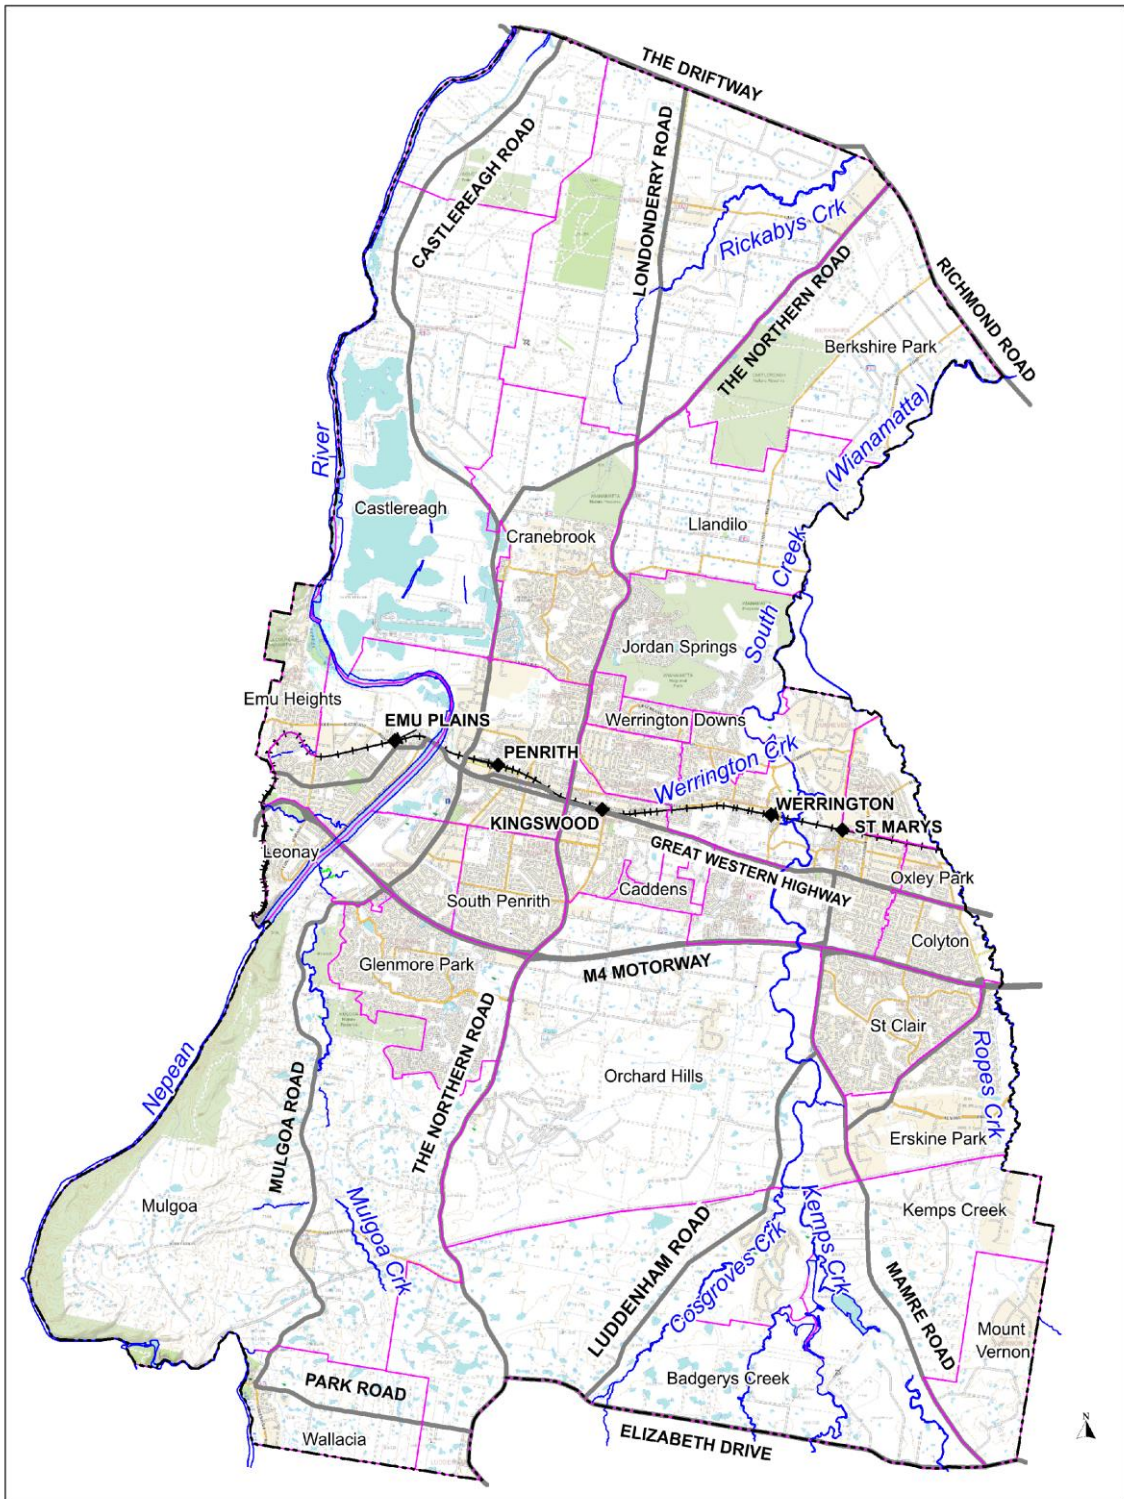 THE DRIFTWAY
CASTLEREAGH ROAD
LONDONDERRY ROAD
Rickabys Crk
THE NORTHERN ROAD
RICHMOND ROAD
Berkshire Park
(Wianamatta)
River
Castlereagh
Cranebrook
Llandilo
Creek
South
Jordan Springs
Emu Heights
EMU PLAINS
Werrington Downs
PENRITH
Werrington Crk
WERRINGTON
KINGSWOOD
ST MARYS
Leonay
GREAT WESTERN HIGHWAY
Oxley Park
Caddens
South Penrith
Colyton
Glenmore Park
M4 MOTORWAY
St Clair
Ropes Crk
Nepean
MULGOA ROAD
THE NORTHERN ROAD
Orchard Hills
Erskine Park
Mulgoa
Mulgoa Crk
Kemps Crk
Kemps Creek
LUDDENHAM ROAD
Cosgroves Crk
MAMRE ROAD
Mount
Vernon
PARK ROAD
Badgerys Creek
Wallacia
ELIZABETH DRIVE
N